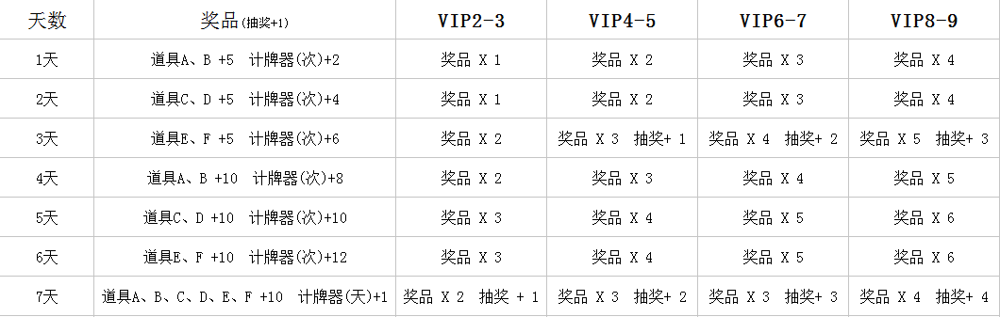 天数 奖品(抽奖+1) VIP2-3 VIP4-5 VIP6-7 VIP8-9
1天 道具A、B +5 计牌器(次)+2 奖品 X 1 奖品 X 2 奖品 X 3 奖品 X 4
2天 道具C、D +5 计牌器(次)+4 奖品 X 1 奖品 X 2 奖品 X 3 奖品 X 4
3天 道具E、F +5 计牌器(次)+6 奖品 X 2 奖品 X 3 抽奖+ 1 奖品 X 4 抽奖+ 2 奖品 X 5 抽奖+ 3
4天 道具A、B +10 计牌器(次)+8 奖品 X 2 奖品 X 3 奖品 X 4 奖品 X 5
5天 道具C、D +10 计牌器(次)+10 奖品 X 3 奖品 X 4 奖品 X 5 奖品 X 6
6天 道具E、F +10 计牌器(次)+12 奖品 X 3 奖品 X 4 奖品 X 5 奖品 X 6
7天 道具A、B、C、D、E、F +10 计牌器(天)+1 奖品 X 2 抽奖 + 1 奖品 X 3 抽奖+ 2 奖品 X 3 抽奖+ 3 奖品 X 4 抽奖+ 4